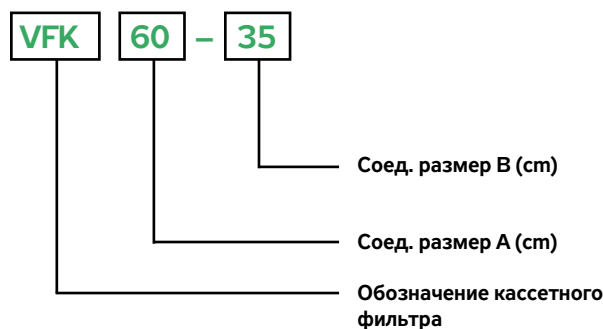 VFK 60 – 35
Соед. размер B (cm)
Соед. размер A (cm)
Обозначение кассетного
фильтра